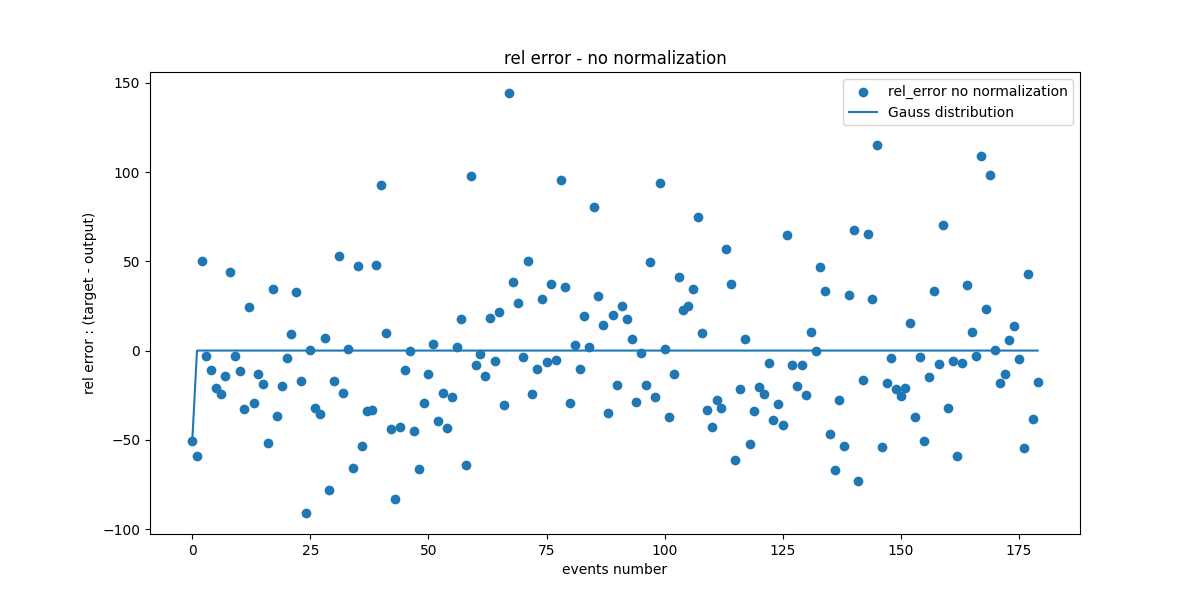 rel error - no normalization
rel_error no normalization
Gauss distribution
rel error : (target - output)
150
100
50
0
−50
−100
0
25
50
75
100
125
150
175
events number